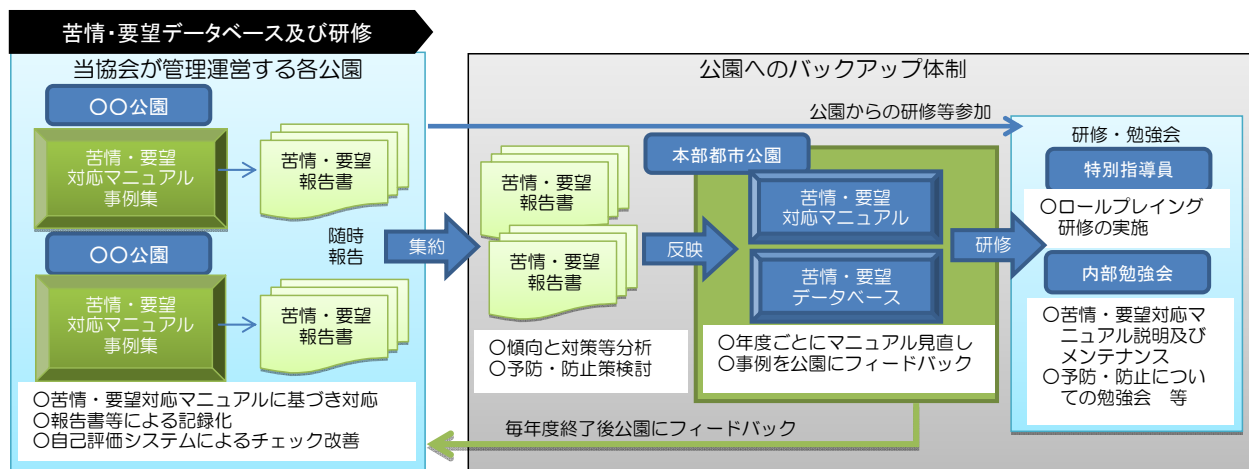 苦情・要望データベース及び研修
当協会が管理運営する各公園
〇〇公園
苦情・要望
対応マニュアル
事例集
苦情・要望
報告書
〇〇公園
苦情・要望
対応マニュアル
事例集
苦情・要望
報告書
随時
報告
〇苦情・要望対応マニュアルに基づき対応
〇報告書等による記録化
〇自己評価システムによるチェック改善
集約
公園へのバックアップ体制
公園からの研修等参加
苦情・要望
報告書
苦情・要望
報告書
〇傾向と対策等分析
〇予防・防止策検討
反映
本部都市公園
苦情・要望
対応マニュアル
苦情・要望
データベース
〇年度ごとにマニュアル見直し
〇事例を公園にフィードバック
研修
研修・勉強会
特別指導員
〇ロールプレイング
研修の実施
内部勉強会
〇苦情・要望対応マ
ニュアル説明及び
メンテナンス
〇予防・防止につい
ての勉強会　等
毎年度終了後公園にフィードバック